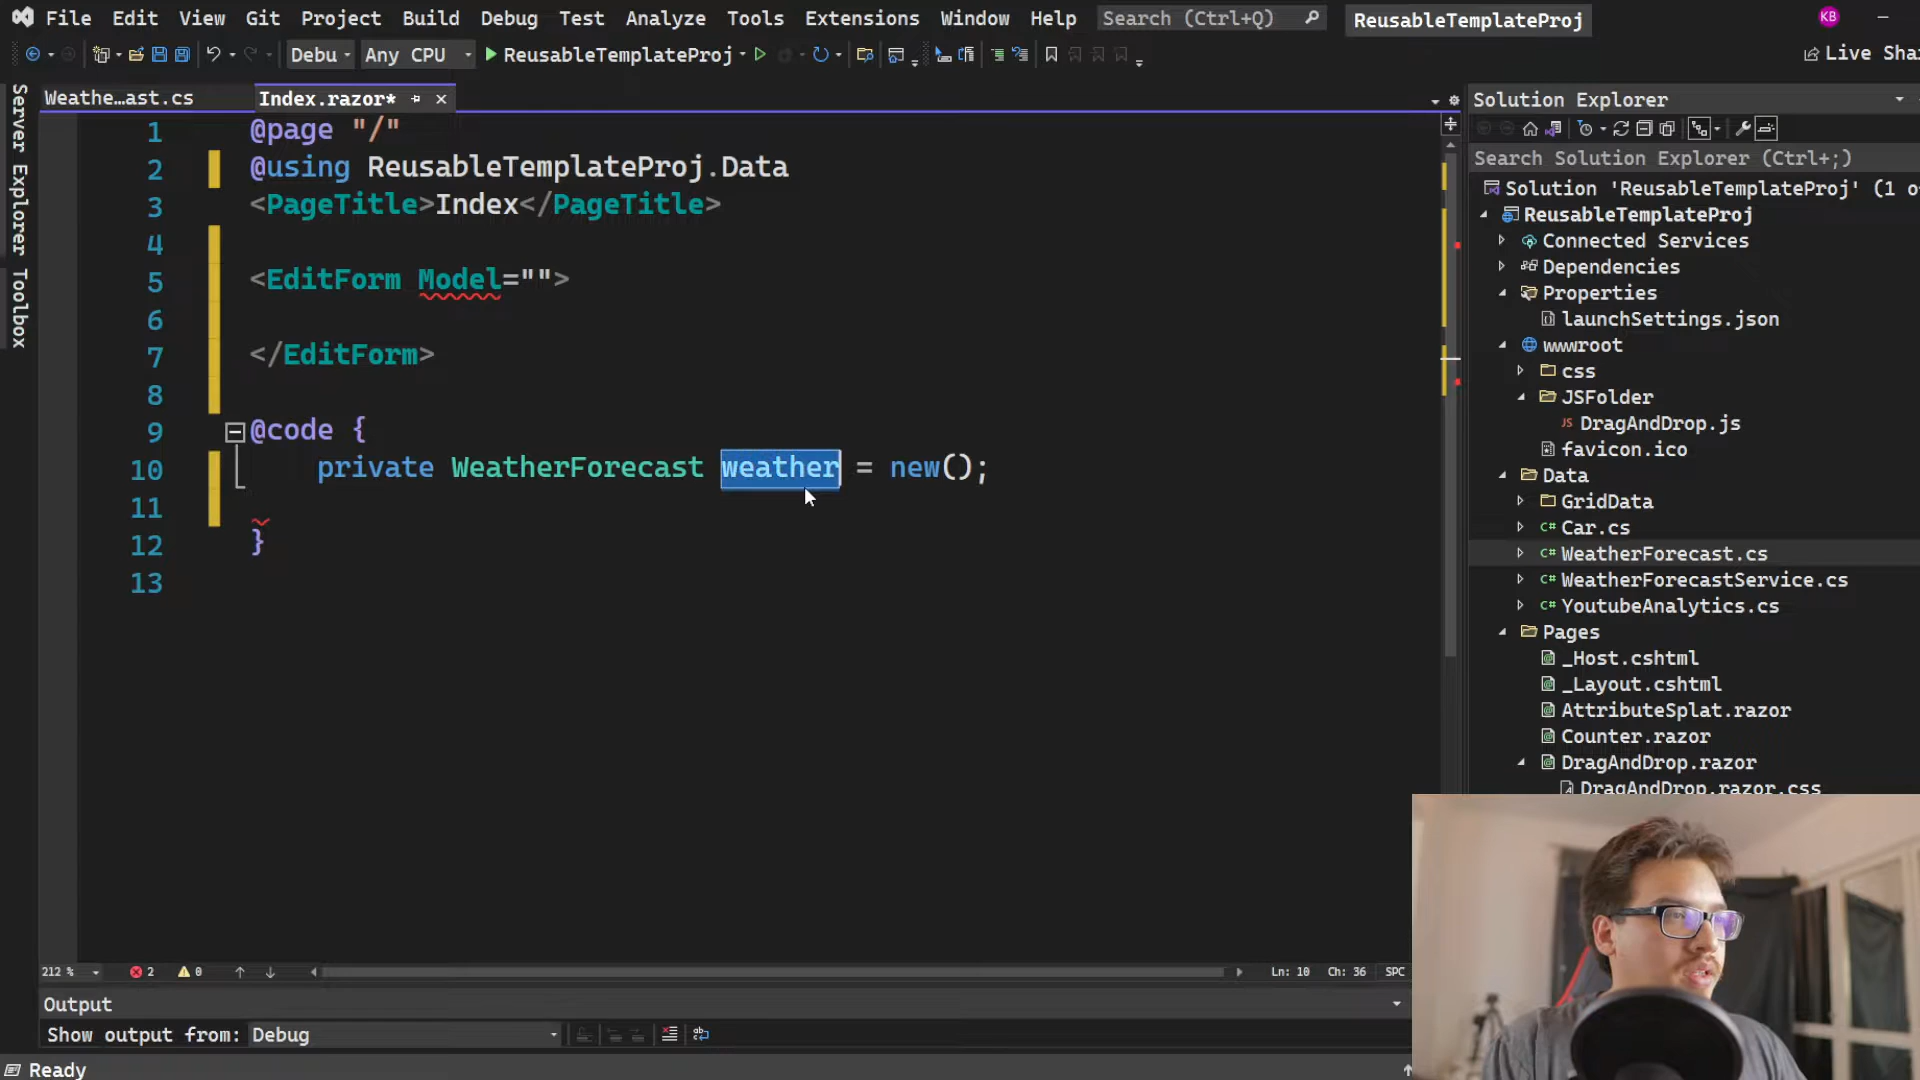 File Edit View Git Project Build Debug Test Analyze Tools Extensions Window Help Search (Ctrl+Q) ReusableTemplateProj KB
Debu Any CPU ReusableTemplateProj Live Shai
Server Explorer Toolbox
Weathe...ast.cs Index.razor*
1 @page "/"
2 @using ReusableTemplateProj.Data
3 <PageTitle>Index</PageTitle>
4
5 <EditForm Model="">
6
7 </EditForm>
8
9 @code {
10 private WeatherForecast weather = new();
11
12 }
13
212 % 2 0 Ln: 10 Ch: 36 SPC
Output
Show output from: Debug
Ready
Solution Explorer
Search Solution Explorer (Ctrl+;)
Solution 'ReusableTemplateProj' (1 o
ReusableTemplateProj
Connected Services
Dependencies
Properties
launchSettings.json
wwwroot
css
JSFolder
DragAndDrop.js
favicon.ico
Data
GridData
C# Car.cs
C# WeatherForecast.cs
C# WeatherForecastService.cs
C# YoutubeAnalytics.cs
Pages
_Host.cshtml
_Layout.cshtml
AttributeSplat.razor
Counter.razor
DragAndDrop.razor
DragAndDrop.razor.css